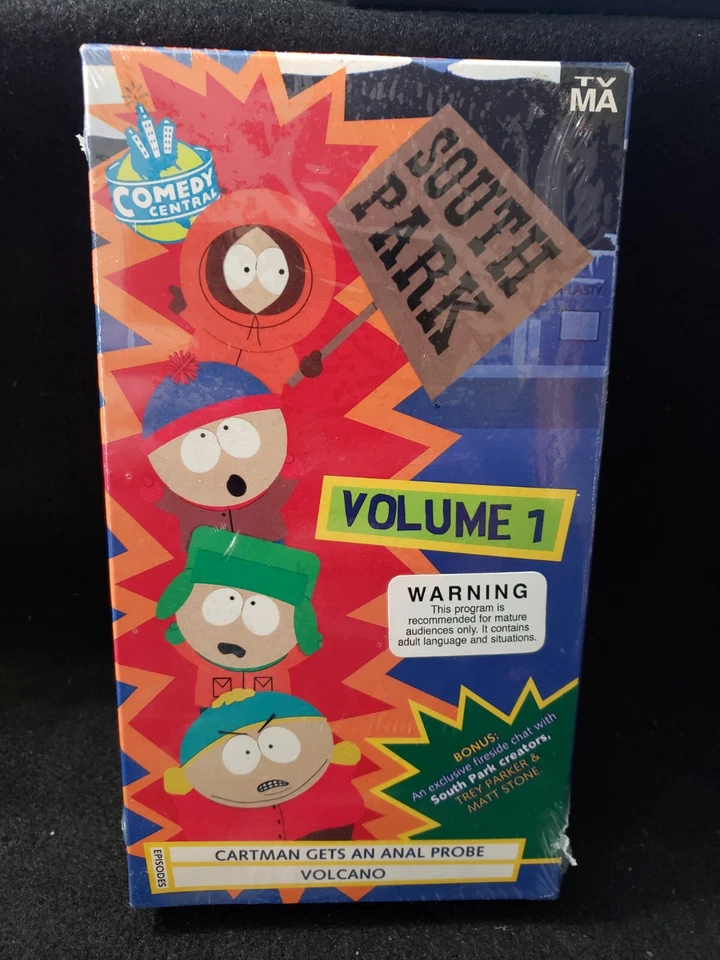 TV
MA
COMEDY
CENTRAL
SOUTH
PARK
VOLUME 1
WARNING
This program is
recommended for mature
audiences only. It contains
adult language and situations.
BONUS:
An exclusive fireside chat with
South Park creators,
TREY PARKER &
MATT STONE.
EPISODES
CARTMAN GETS AN ANAL PROBE
VOLCANO